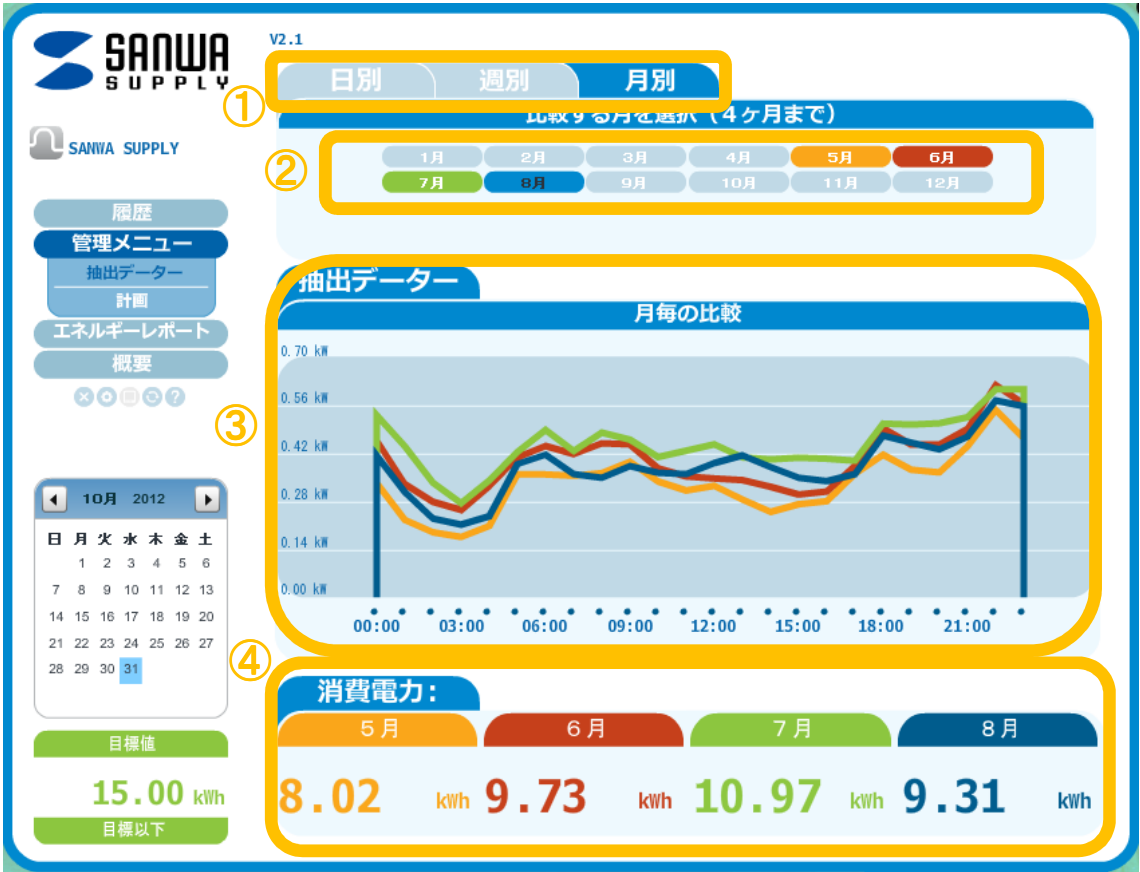 SANWA
SUPPLY
V2.1
①
日別 週別 月別
比較する月を選択（4ヶ月まで）
SANWA SUPPLY
②
1月 2月 3月 4月 5月 6月
7月 8月 9月 10月 11月 12月
履歴
管理メニュー
抽出データー
計画
エネルギーレポート
概要
?
③
抽出データー
月毎の比較
0.70 kW
0.56 kW
0.42 kW
0.28 kW
0.14 kW
0.00 kW
00:00 03:00 06:00 09:00 12:00 15:00 18:00 21:00
10月 2012
日 月 火 水 木 金 土
1 2 3 4 5 6
7 8 9 10 11 12 13
14 15 16 17 18 19 20
21 22 23 24 25 26 27
28 29 30 31
④
消費電力:
5月 6月 7月 8月
8.02 kWh 9.73 kWh 10.97 kWh 9.31 kWh
目標値
15.00 kWh
目標以下